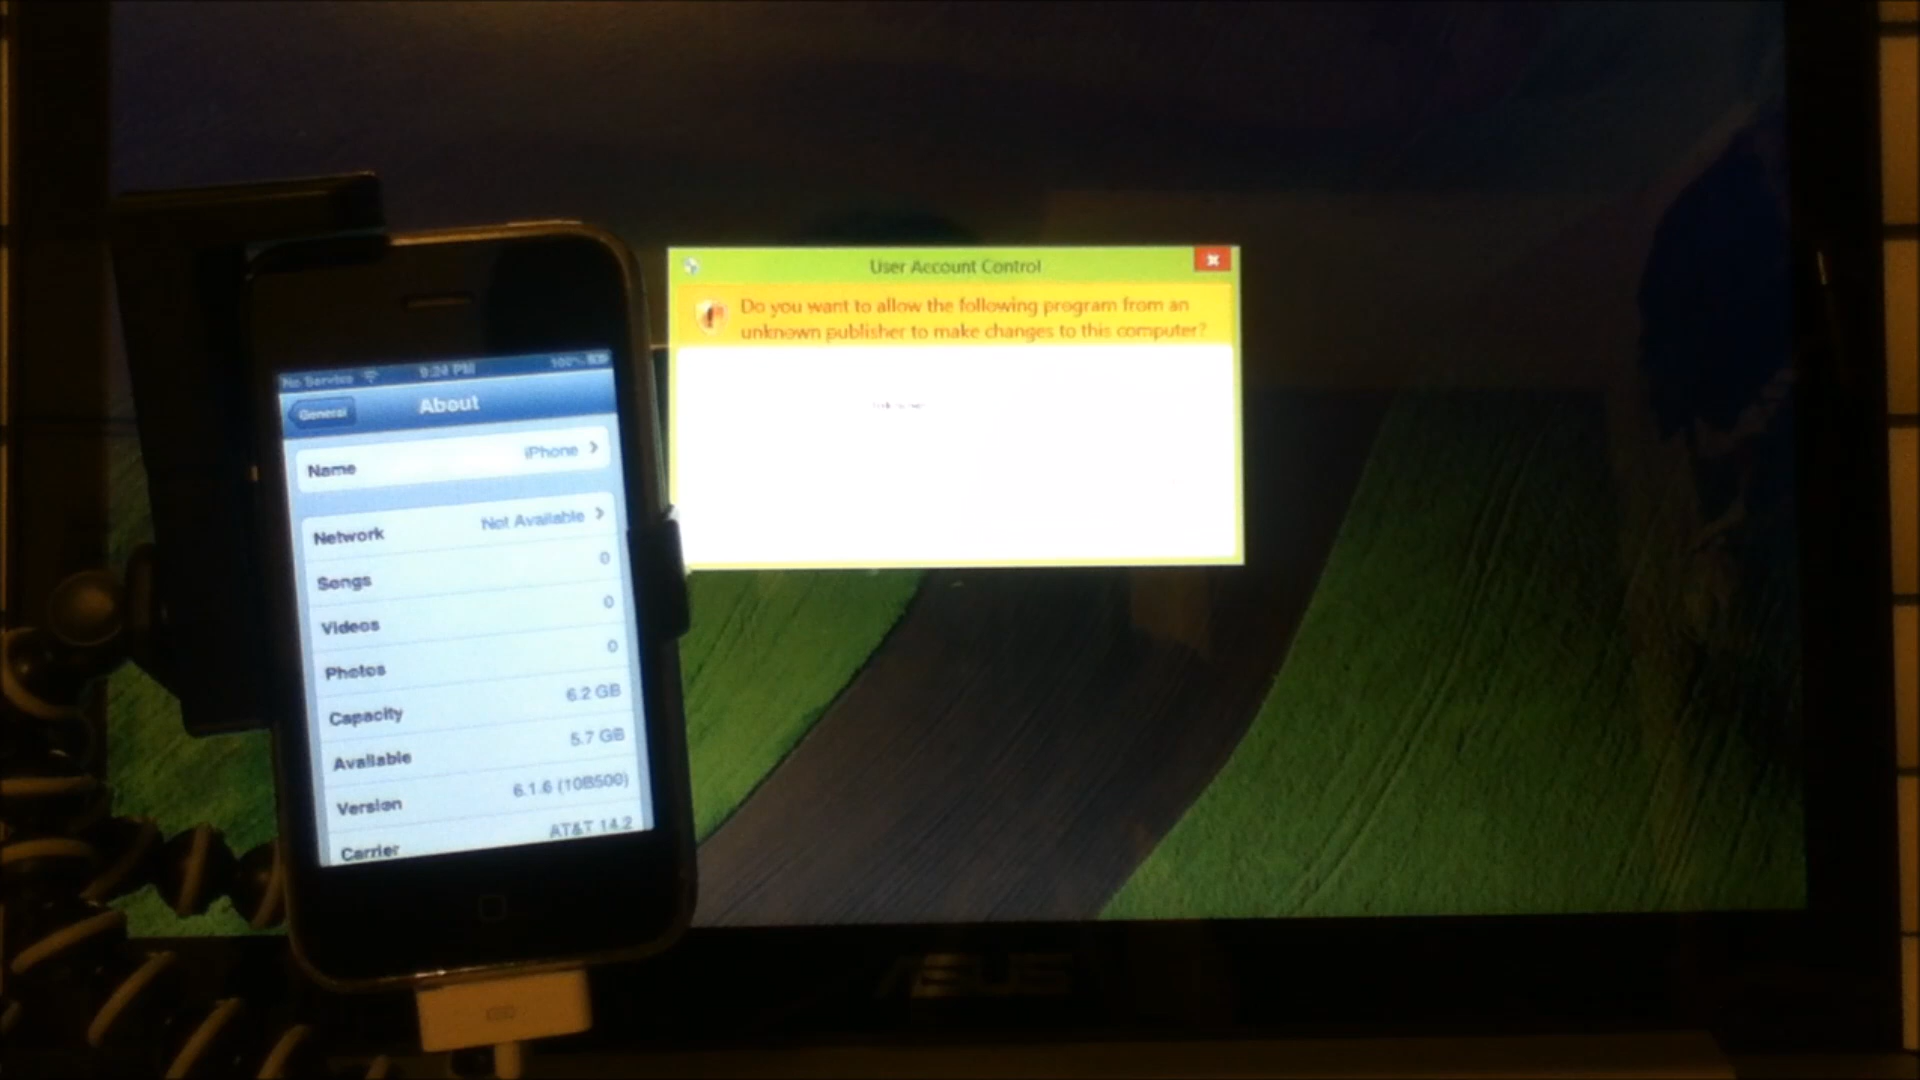 No Service 9:24 PM 100%
General About
Name iPhone
Network Not Available
Songs 0
Videos 0
Photos 0
Capacity 6.2 GB
Available 5.7 GB
Version 6.1.6 (10B500)
Carrier AT&T 14.2
User Account Control
Do you want to allow the following program from an
unknown publisher to make changes to this computer?
ASUS